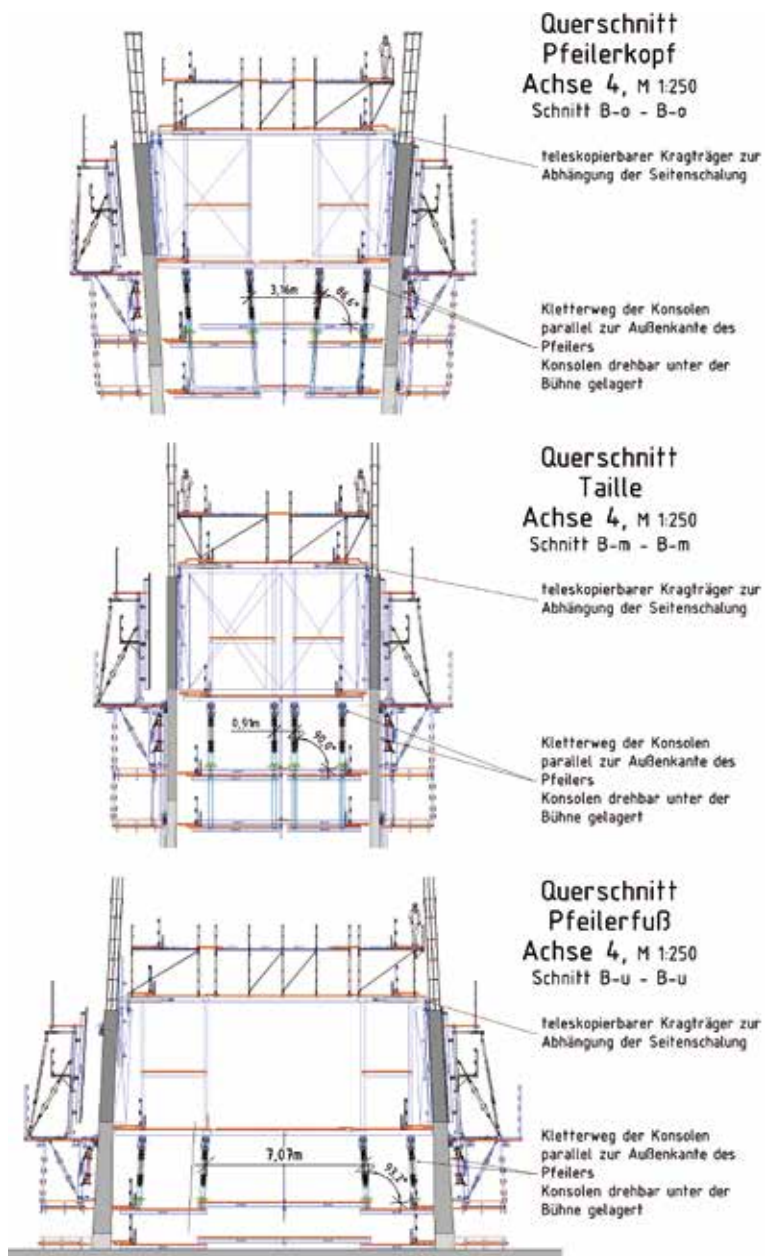 Querschnitt
Pfeilerkopf
Achse 4, M 1:250
Schnitt B-o - B-o
teleskopierbarer Kragträger zur
Abhängung der Seitenschalung
3,16m
86,6°
Kletterweg der Konsolen
parallel zur Außenkante des
Pfeilers
Konsolen drehbar unter der
Bühne gelagert
Querschnitt
Taille
Achse 4, M 1:250
Schnitt B-m - B-m
teleskopierbarer Kragträger zur
Abhängung der Seitenschalung
0,91m
90,0°
Kletterweg der Konsolen
parallel zur Außenkante des
Pfeilers
Konsolen drehbar unter der
Bühne gelagert
Querschnitt
Pfeilerfuß
Achse 4, M 1:250
Schnitt B-u - B-u
teleskopierbarer Kragträger zur
Abhängung der Seitenschalung
7,07m
93,2°
Kletterweg der Konsolen
parallel zur Außenkante des
Pfeilers
Konsolen drehbar unter der
Bühne gelagert